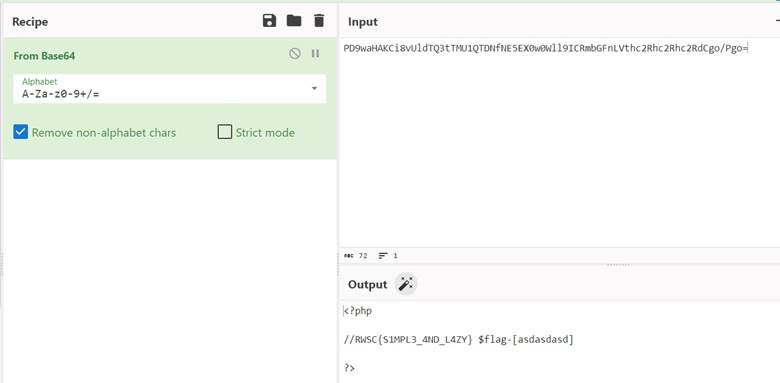 Recipe
Input
From Base64
Alphabet
A-Za-z0-9+/=
Remove non-alphabet chars
Strict mode
PD9waHAKCi8vUldTQ3tTMU1QTDNfNE5EX0w0Wll9ICRmbGFnLVthc2Rhc2Rhc2RdCgo/Pgo=
ABC 72
1
Output
<?php
//RWSC{S1MPL3_4ND_L4ZY} $flag-[asdasdasd]
?>